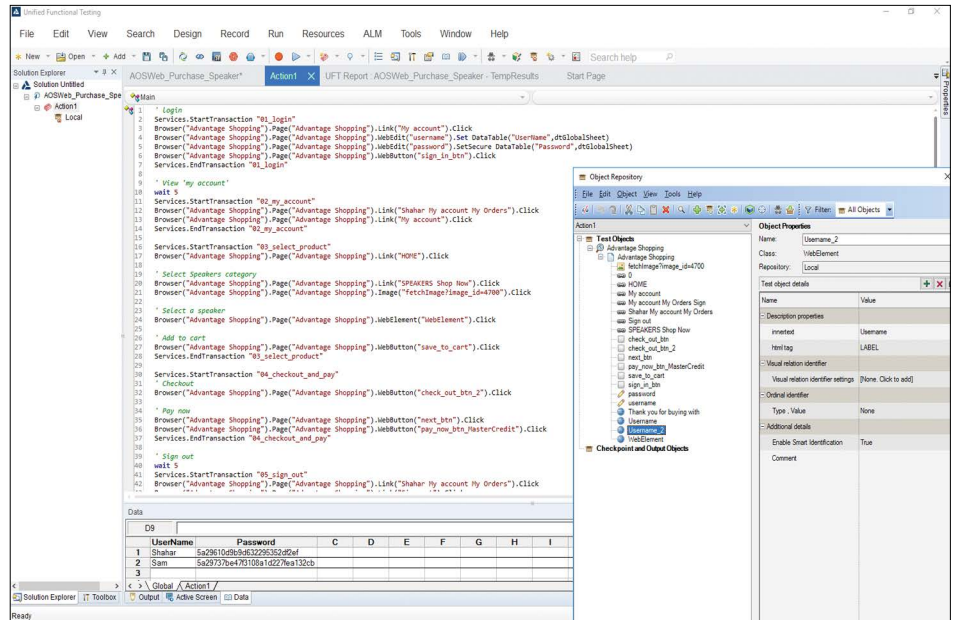 Unified Functional Testing
File Edit View Search Design Record Run Resources ALM Tools Window Help
New Open Add Search help
Solution Explorer
Solution Untitled
AOSWeb_Purchase_Spe
Action1
Local
AOSWeb_Purchase_Speaker* Action1 X UFT Report :AOSWeb_Purchase_Speaker - TempResults Start Page
Properties
Main
1 ' login
2 Services.StartTransaction "01_login"
3 Browser("Advantage Shopping").Page("Advantage Shopping").Link("My account").Click
4 Browser("Advantage Shopping").Page("Advantage Shopping").WebEdit("username").Set DataTable("UserName",dtGlobalSheet)
5 Browser("Advantage Shopping").Page("Advantage Shopping").WebEdit("password").SetSecure DataTable("Password",dtGlobalSheet)
6 Browser("Advantage Shopping").Page("Advantage Shopping").WebButton("sign_in_btn").Click
7 Services.EndTransaction "01_login"
8
9 ' View 'my account'
10 wait 5
11 Services.StartTransaction "02_my_account"
12 Browser("Advantage Shopping").Page("Advantage Shopping").Link("Shahar My account My Orders").Click
13 Browser("Advantage Shopping").Page("Advantage Shopping").Link("My account").Click
14 Services.EndTransaction "02_my_account"
15
16 Services.StartTransaction "03_select_product"
17 Browser("Advantage Shopping").Page("Advantage Shopping").Link("HOME").Click
18
19 ' Select Speakers category
20 Browser("Advantage Shopping").Page("Advantage Shopping").Link("SPEAKERS Shop Now").Click
21 Browser("Advantage Shopping").Page("Advantage Shopping").Image("fetchImage?image_id=4700").Click
22
23 ' Select a speaker
24 Browser("Advantage Shopping").Page("Advantage Shopping").WebElement("WebElement").Click
25
26 ' Add to cart
27 Browser("Advantage Shopping").Page("Advantage Shopping").WebButton("save_to_cart").Click
28 Services.EndTransaction "03_select_product"
29
30 Services.StartTransaction "04_checkout_and_pay"
31 ' Checkout
32 Browser("Advantage Shopping").Page("Advantage Shopping").WebButton("check_out_btn_2").Click
33
34 ' Pay now
35 Browser("Advantage Shopping").Page("Advantage Shopping").WebButton("next_btn").Click
36 Browser("Advantage Shopping").Page("Advantage Shopping").WebButton("pay_now_btn_MasterCredit").Click
37 Services.EndTransaction "04_checkout_and_pay"
38
39 ' Sign out
40 wait 5
41 Services.StartTransaction "05_sign_out"
42 Browser("Advantage Shopping").Page("Advantage Shopping").Link("Shahar My account My Orders").Click
Object Repository
File Edit Object View Tools Help
Filter: All Objects
Action1
Test Objects
Advantage Shopping
Advantage Shopping
fetchImage?image_id=4700
0
HOME
My account
My account My Orders Sign
Shahar My account My Orders
Sign out
SPEAKERS Shop Now
check_out_btn
check_out_btn_2
next_btn
pay_now_btn_MasterCredit
save_to_cart
sign_in_btn
password
username
Thank you for buying with
Username
Username_2
WebElement
Checkpoint and Output Objects
Object Properties
Name: Username_2
Class: WebElement
Repository: Local
Test object details
Name Value
Description properties
innertext Username
html tag LABEL
Visual relation identifier
Visual relation identifier settings [None. Click to add]
Ordinal identifier
Type , Value None
Additional details
Enable Smart Identification True
Comment
Data
D9
UserName Password C D E F G H I
1 Shahar 5a29610d9b9d632295352df2ef
2 Sam 5a29737be47f3108a1d227fea132cb
3
Global Action1
Solution Explorer Toolbox Output Active Screen Data
Ready